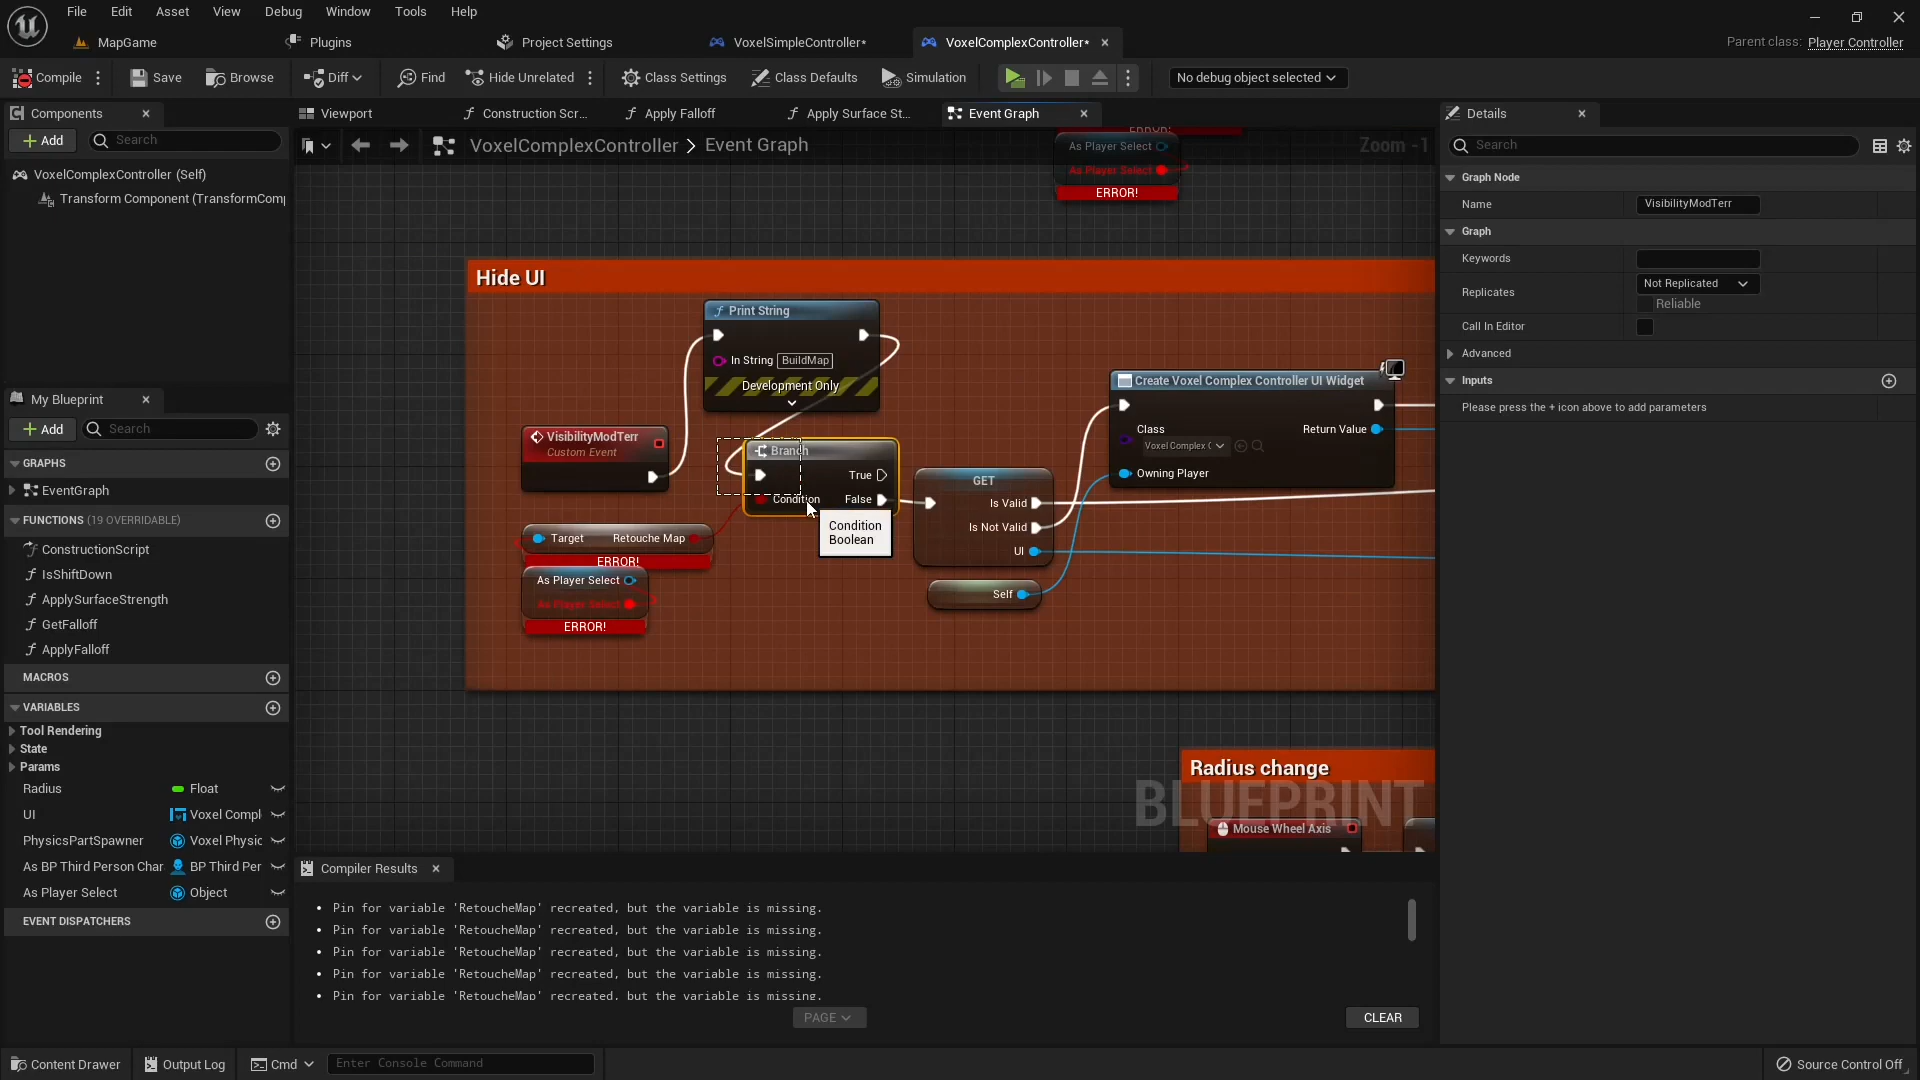 File Edit Asset View Debug Window Tools Help
MapGame Plugins Project Settings VoxelSimpleController* VoxelComplexController*
Parent class: Player Controller
Compile Save Browse Diff Find Hide Unrelated Class Settings Class Defaults Simulation No debug object selected
Components
Add Search
VoxelComplexController (Self)
Transform Component (TransformComp
My Blueprint
Add Search
GRAPHS
EventGraph
FUNCTIONS (19 OVERRIDABLE)
ConstructionScript
IsShiftDown
ApplySurfaceStrength
GetFalloff
ApplyFalloff
MACROS
VARIABLES
Tool Rendering
State
Params
Radius Float
UI Voxel Compl
PhysicsPartSpawner Voxel Physic
As BP Third Person Char BP Third Per
As Player Select Object
EVENT DISPATCHERS
Viewport Construction Scr... Apply Falloff Apply Surface St... Event Graph
VoxelComplexController > Event Graph
Zoom -1
ERROR!
As Player Select
As Player Select
ERROR!
Hide UI
Print String
In String BuildMap
Development Only
VisibilityModTerr
Custom Event
Branch
True
Condition False
Condition
Boolean
Target Retouche Map
ERROR!
As Player Select
As Player Select
ERROR!
GET
Is Valid
Is Not Valid
UI
Self
Create Voxel Complex Controller UI Widget
Class Return Value
Voxel Complex C
Owning Player
Radius change
BLUEPRINT
Mouse Wheel Axis
Compiler Results
• Pin for variable 'RetoucheMap' recreated, but the variable is missing.
• Pin for variable 'RetoucheMap' recreated, but the variable is missing.
• Pin for variable 'RetoucheMap' recreated, but the variable is missing.
• Pin for variable 'RetoucheMap' recreated, but the variable is missing.
• Pin for variable 'RetoucheMap' recreated, but the variable is missing.
PAGE CLEAR
Details
Search
Graph Node
Name VisibilityModTerr
Graph
Keywords
Replicates Not Replicated
Reliable
Call In Editor
Advanced
Inputs
Please press the + icon above to add parameters
Content Drawer Output Log Cmd Enter Console Command Source Control Off